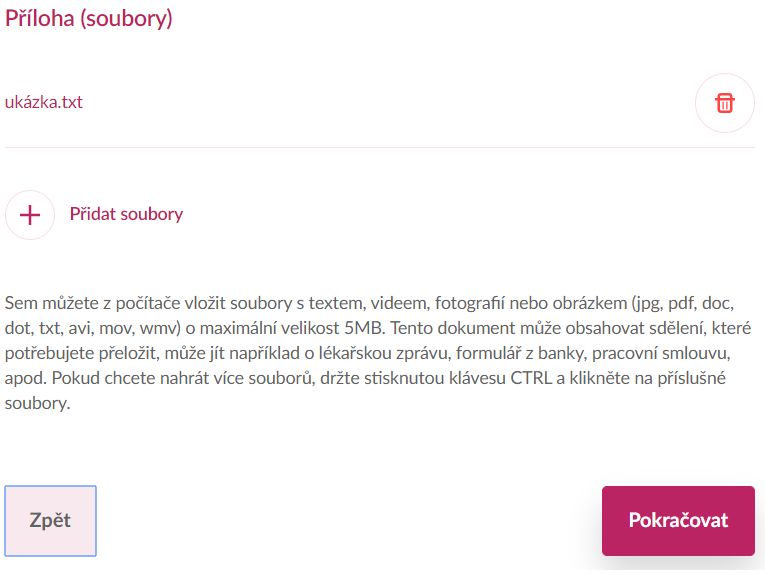 Příloha (soubory)
ukázka.txt
Přidat soubory
Sem můžete z počítače vložit soubory s textem, videem, fotografií nebo obrázkem (jpg, pdf, doc,
dot, txt, avi, mov, wmv) o maximální velikost 5MB. Tento dokument může obsahovat sdělení, které
potřebujete přeložit, může jít například o lékařskou zprávu, formulář z banky, pracovní smlouvu,
apod. Pokud chcete nahrát více souborů, držte stisknutou klávesu CTRL a klikněte na příslušné
soubory.
Zpět
Pokračovat